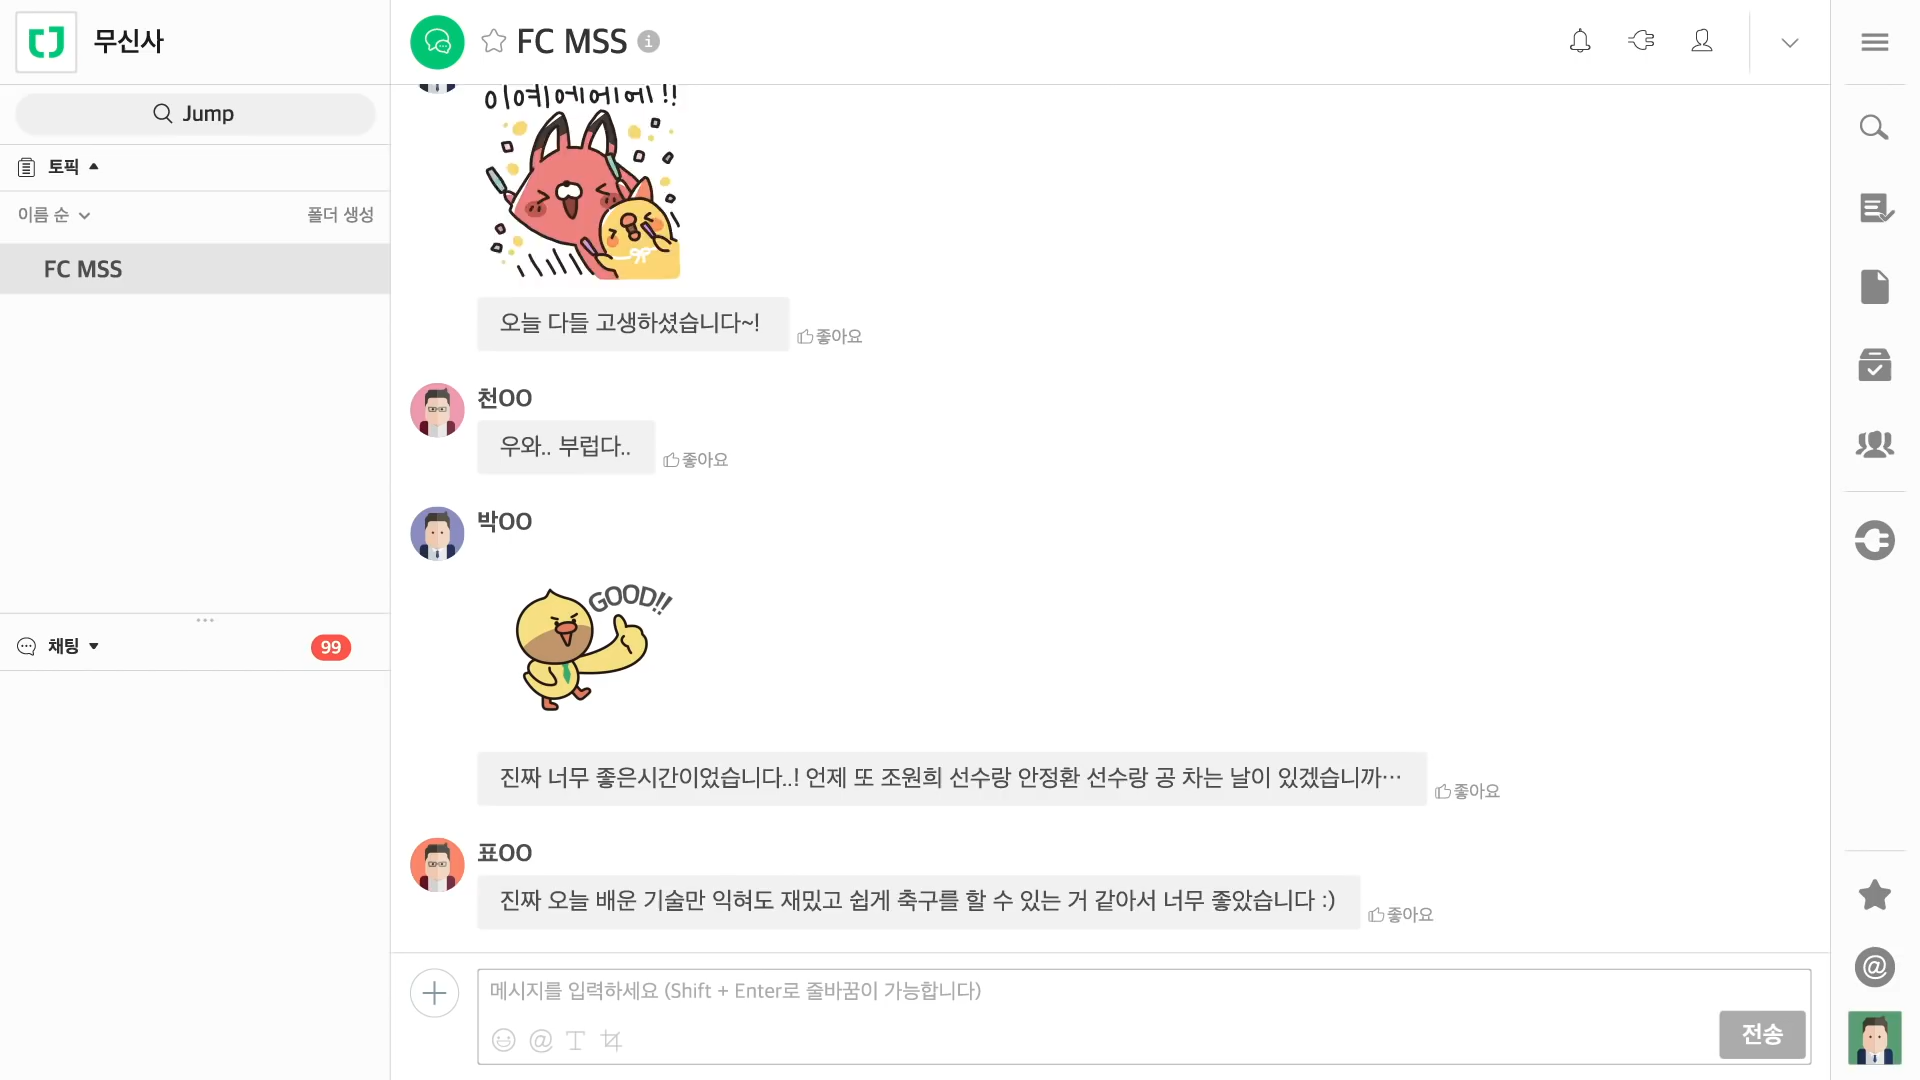 무신사
Jump
토픽
이름 순
폴더 생성
FC MSS
채팅
99
FC MSS
이예에에에!!
오늘 다들 고생하셨습니다~!
좋아요
천OO
우와.. 부럽다..
좋아요
박OO
GOOD!!
진짜 너무 좋은시간이었습니다..! 언제 또 조원희 선수랑 안정환 선수랑 공 차는 날이 있겠습니까…
좋아요
표OO
진짜 오늘 배운 기술만 익혀도 재밌고 쉽게 축구를 할 수 있는 거 같아서 너무 좋았습니다 :)
좋아요
메시지를 입력하세요 (Shift + Enter로 줄바꿈이 가능합니다)
전송